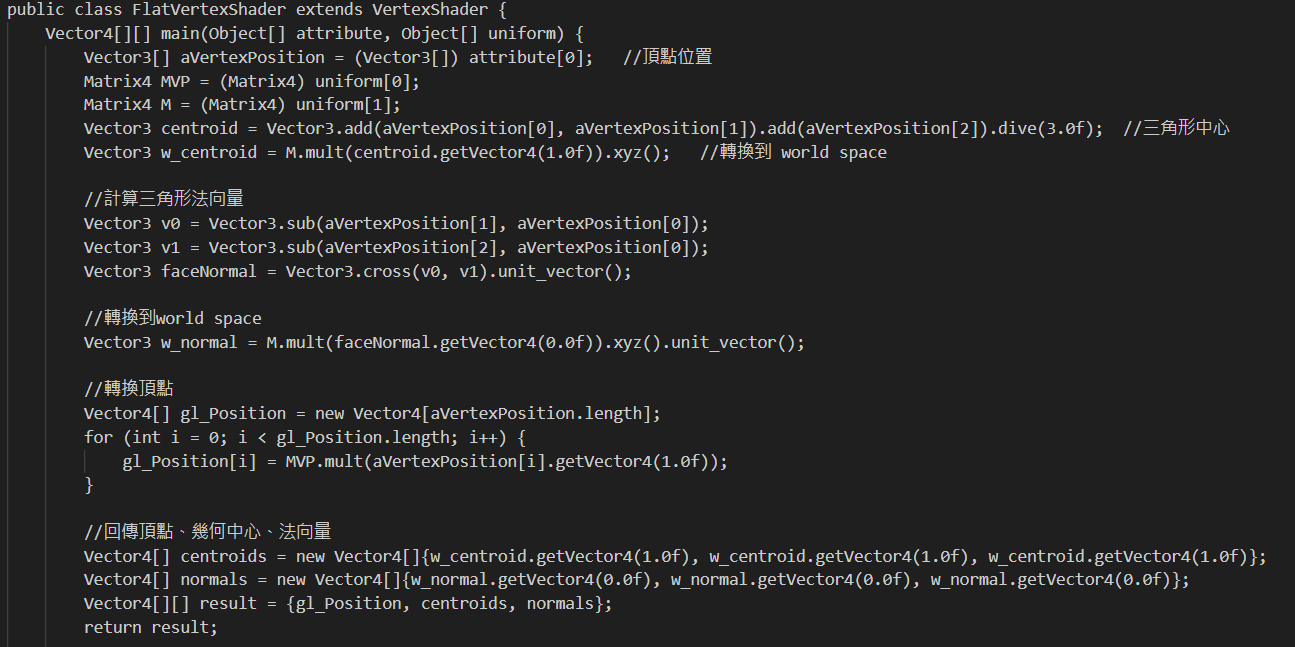 public class FlatVertexShader extends VertexShader {
    Vector4[][] main(Object[] attribute, Object[] uniform) {
        Vector3[] aVertexPosition = (Vector3[]) attribute[0];   //頂點位置
        Matrix4 MVP = (Matrix4) uniform[0];
        Matrix4 M = (Matrix4) uniform[1];
        Vector3 centroid = Vector3.add(aVertexPosition[0], aVertexPosition[1]).add(aVertexPosition[2]).dive(3.0f);  //三角形中心
        Vector3 w_centroid = M.mult(centroid.getVector4(1.0f)).xyz();   //轉換到 world space

        //計算三角形法向量
        Vector3 v0 = Vector3.sub(aVertexPosition[1], aVertexPosition[0]);
        Vector3 v1 = Vector3.sub(aVertexPosition[2], aVertexPosition[0]);
        Vector3 faceNormal = Vector3.cross(v0, v1).unit_vector();

        //轉換到world space
        Vector3 w_normal = M.mult(faceNormal.getVector4(0.0f)).xyz().unit_vector();

        //轉換頂點
        Vector4[] gl_Position = new Vector4[aVertexPosition.length];
        for (int i = 0; i < gl_Position.length; i++) {
            gl_Position[i] = MVP.mult(aVertexPosition[i].getVector4(1.0f));
        }

        //回傳頂點、幾何中心、法向量
        Vector4[] centroids = new Vector4[]{w_centroid.getVector4(1.0f), w_centroid.getVector4(1.0f), w_centroid.getVector4(1.0f)};
        Vector4[] normals = new Vector4[]{w_normal.getVector4(0.0f), w_normal.getVector4(0.0f), w_normal.getVector4(0.0f)};
        Vector4[][] result = {gl_Position, centroids, normals};
        return result;